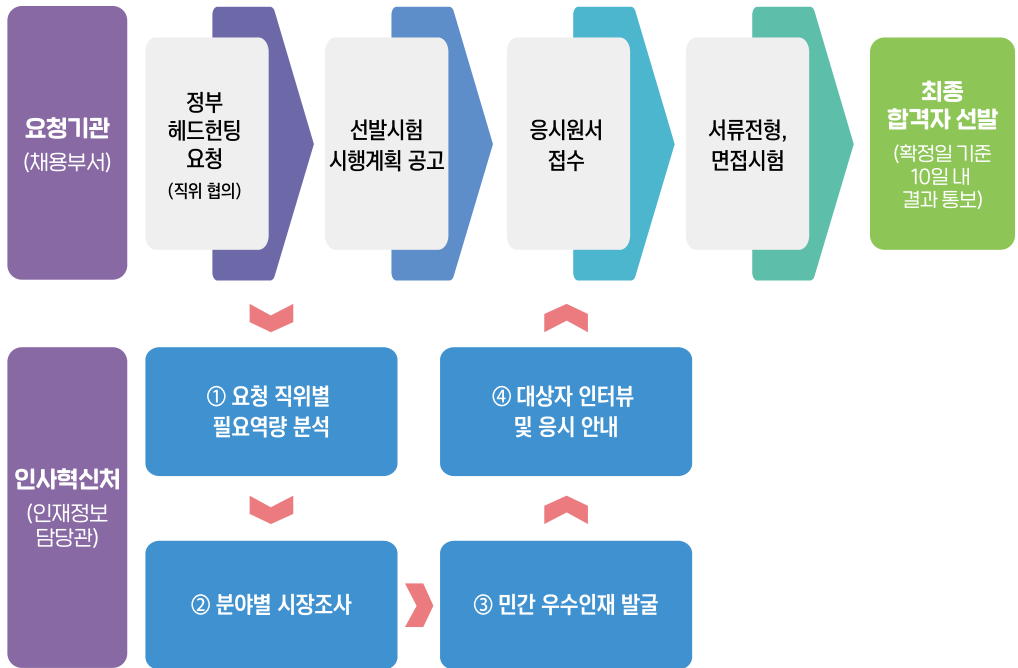 요청기관
(채용부서)
정부
헤드헌팅
요청
(직위 협의)
선발시험
시행계획 공고
응시원서
접수
서류전형,
면접시험
최종
합격자 선발
(확정일 기준
10일 내
결과 통보)
인사혁신처
(인재정보
담당관)
① 요청 직위별
필요역량 분석
② 분야별 시장조사
③ 민간 우수인재 발굴
④ 대상자 인터뷰
및 응시 안내